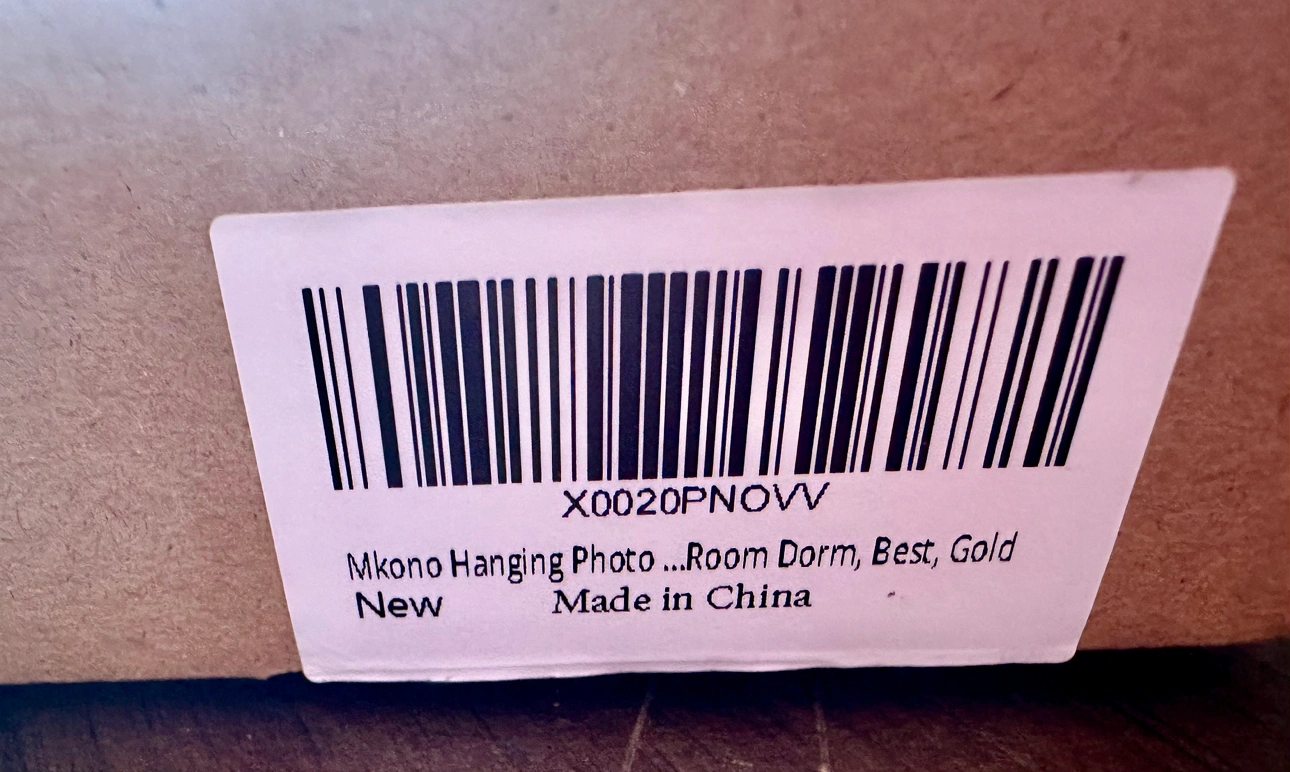 X0020PNOVV
Mkono Hanging Photo ...Room Dorm, Best, Gold
New Made in China